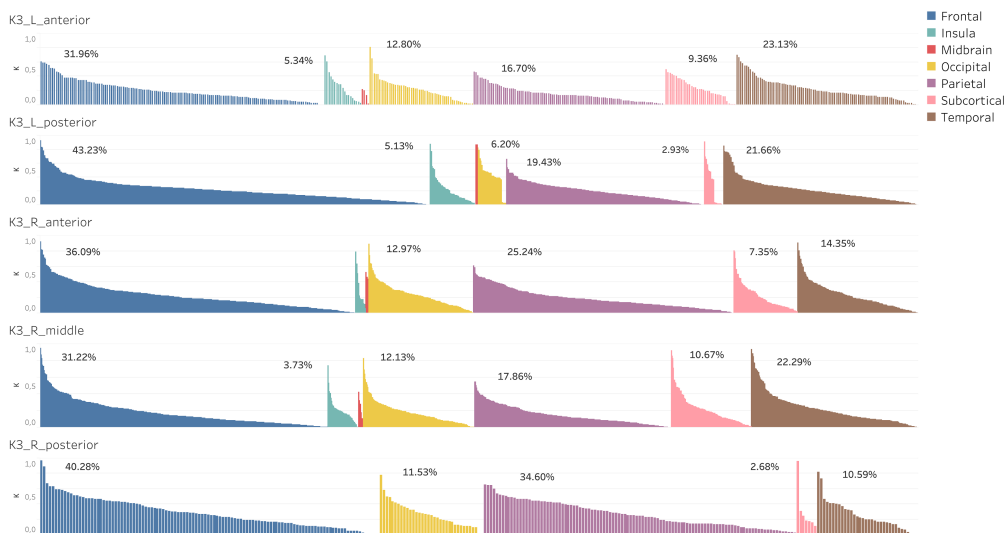 K3_L_anterior
κ
1,0
0,5
0,0
31.96%
5.34%
12.80%
16.70%
9.36%
23.13%
K3_L_posterior
κ
1,0
0,5
0,0
43.23%
5.13%
6.20%
19.43%
2.93%
21.66%
K3_R_anterior
κ
1,0
0,5
0,0
36.09%
12.97%
25.24%
7.35%
14.35%
K3_R_middle
κ
1,0
0,5
0,0
31.22%
3.73%
12.13%
17.86%
10.67%
22.29%
K3_R_posterior
κ
1,0
0,5
0,0
40.28%
11.53%
34.60%
2.68%
10.59%
Frontal
Insula
Midbrain
Occipital
Parietal
Subcortical
Temporal